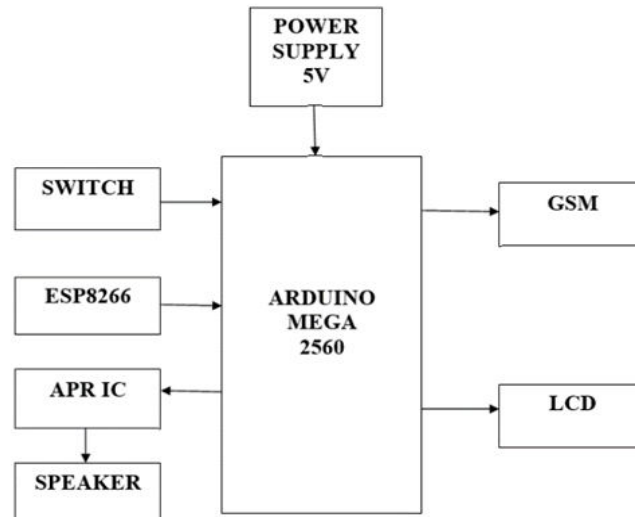 POWER
SUPPLY
5V
SWITCH
GSM
ESP8266
ARDUINO
MEGA
2560
APR IC
LCD
SPEAKER